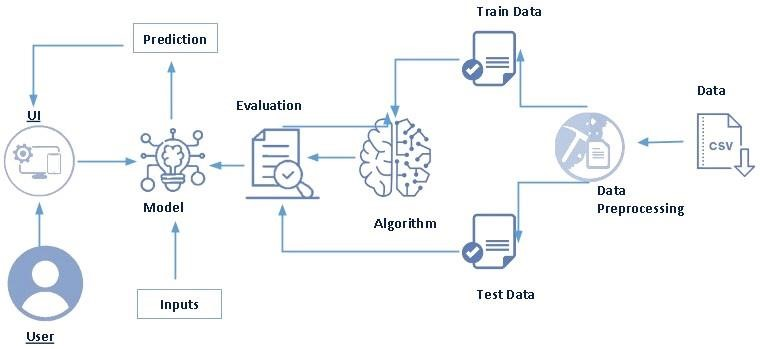 Train Data
Prediction
Evaluation
Data
UI
CSV
Data
Preprocessing
Model
Algorithm
Inputs
Test Data
User